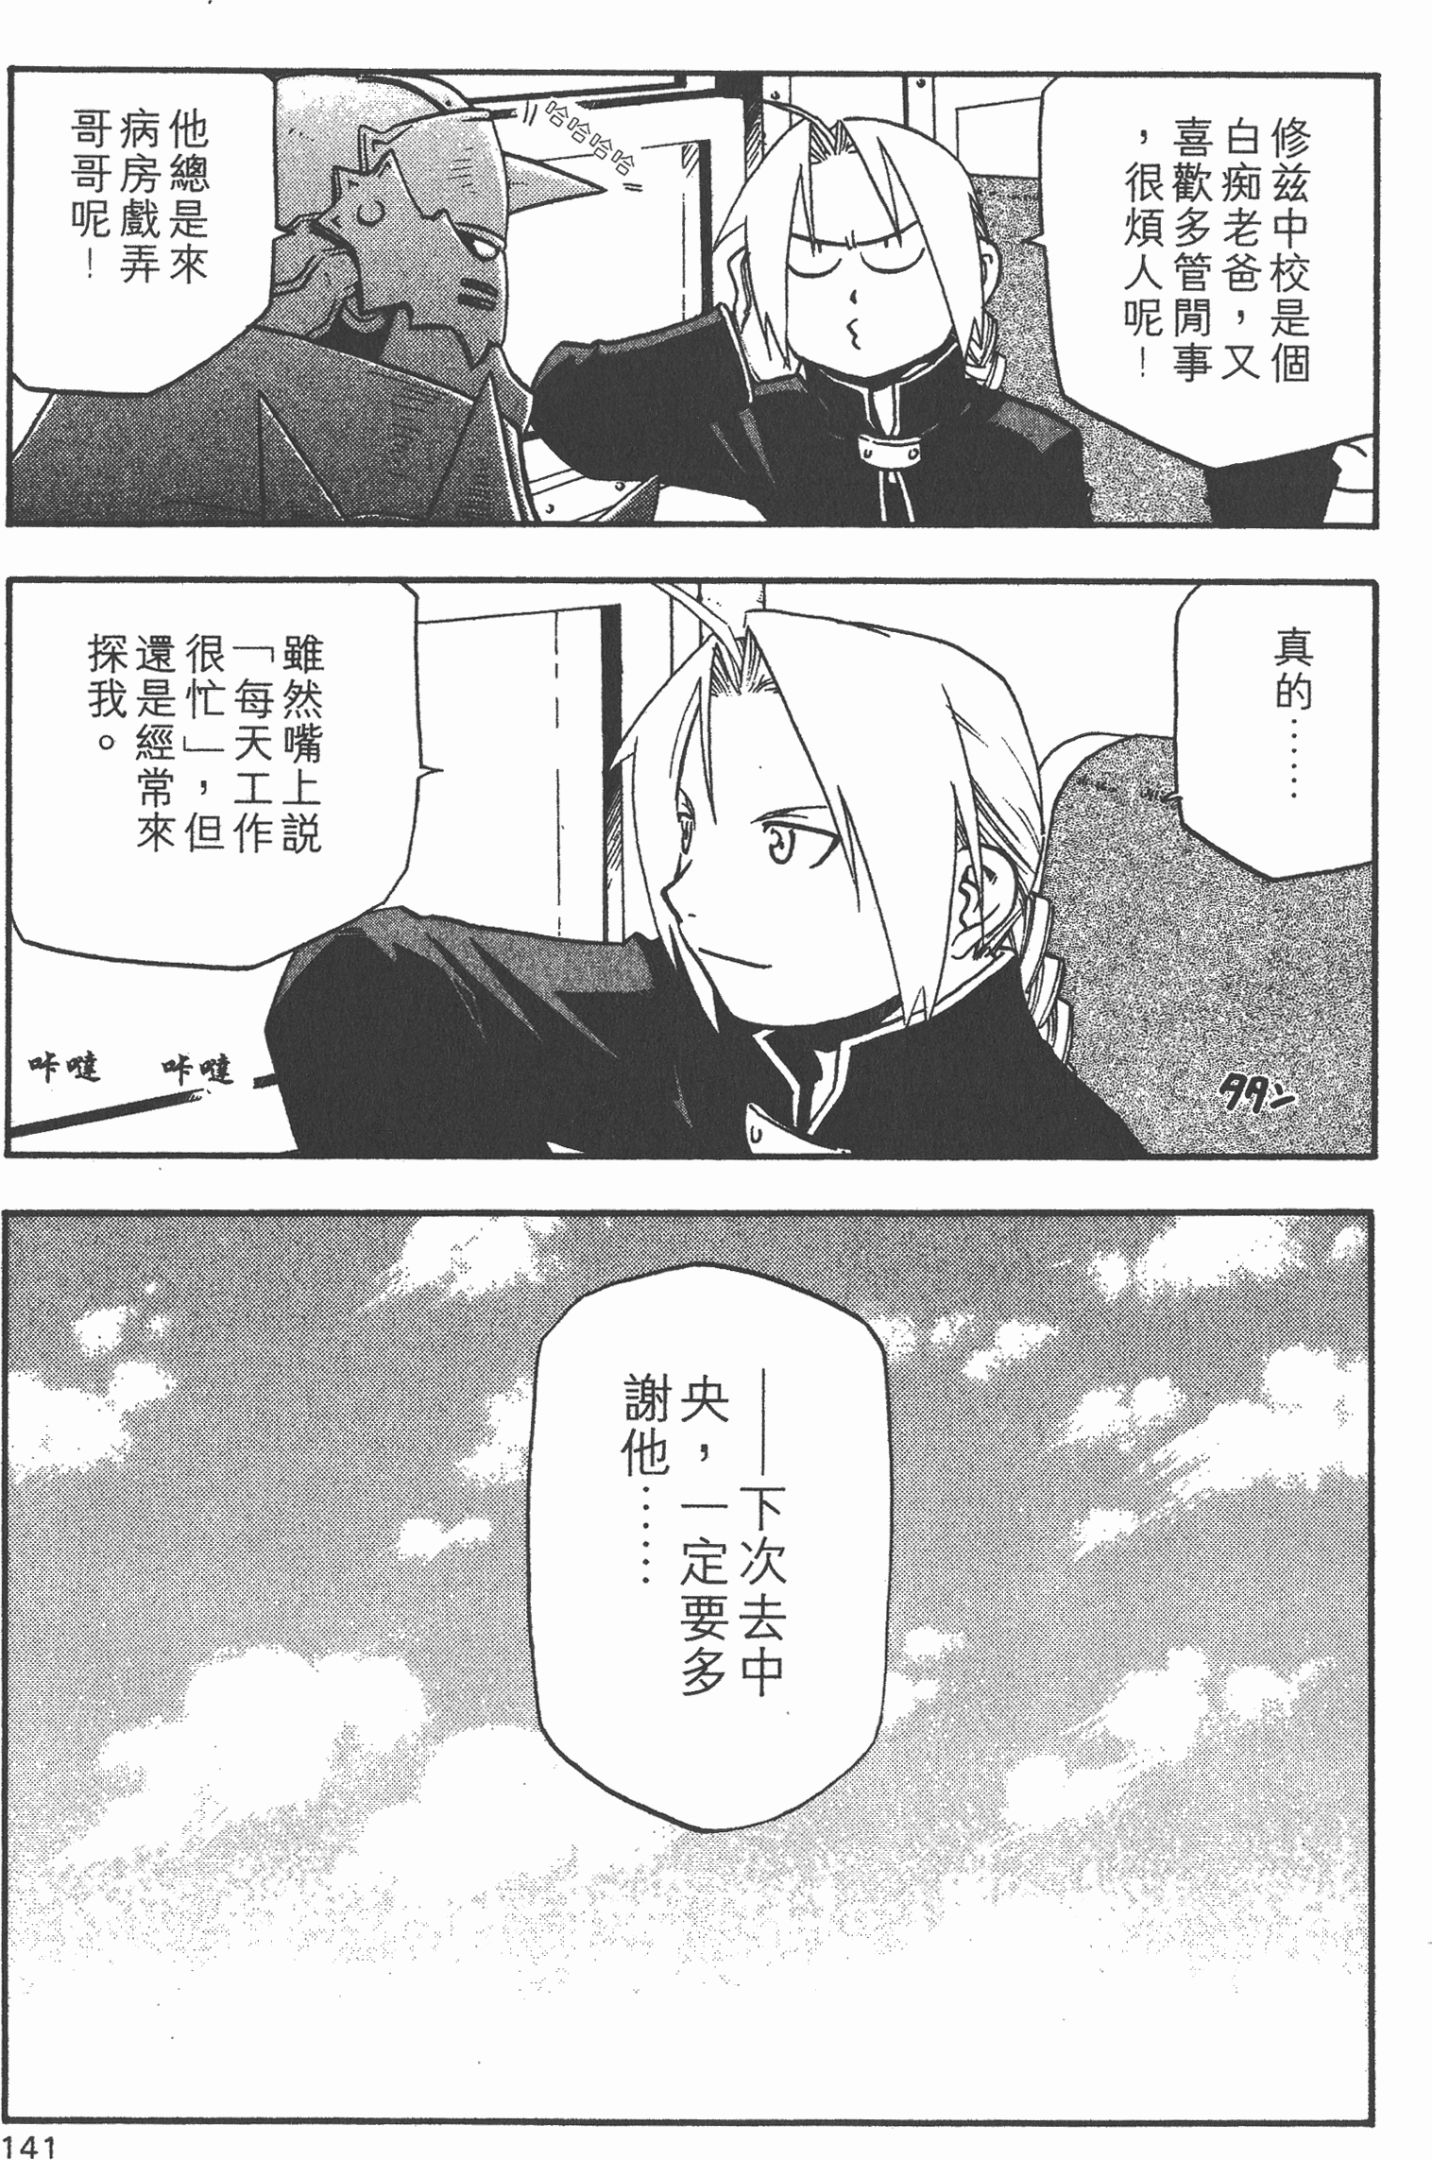 修茲中校是個
白痴老爸，又
喜歡多管閒事
，很煩人呢！
哈哈哈哈
他總是來
病房戲弄
哥哥呢！
真的……
雖然嘴上說
「每天工作
很忙」，但
還是經常來
探我。
咔噠
咔噠
タタン
——下次去中
央，一定要多
謝他……
141